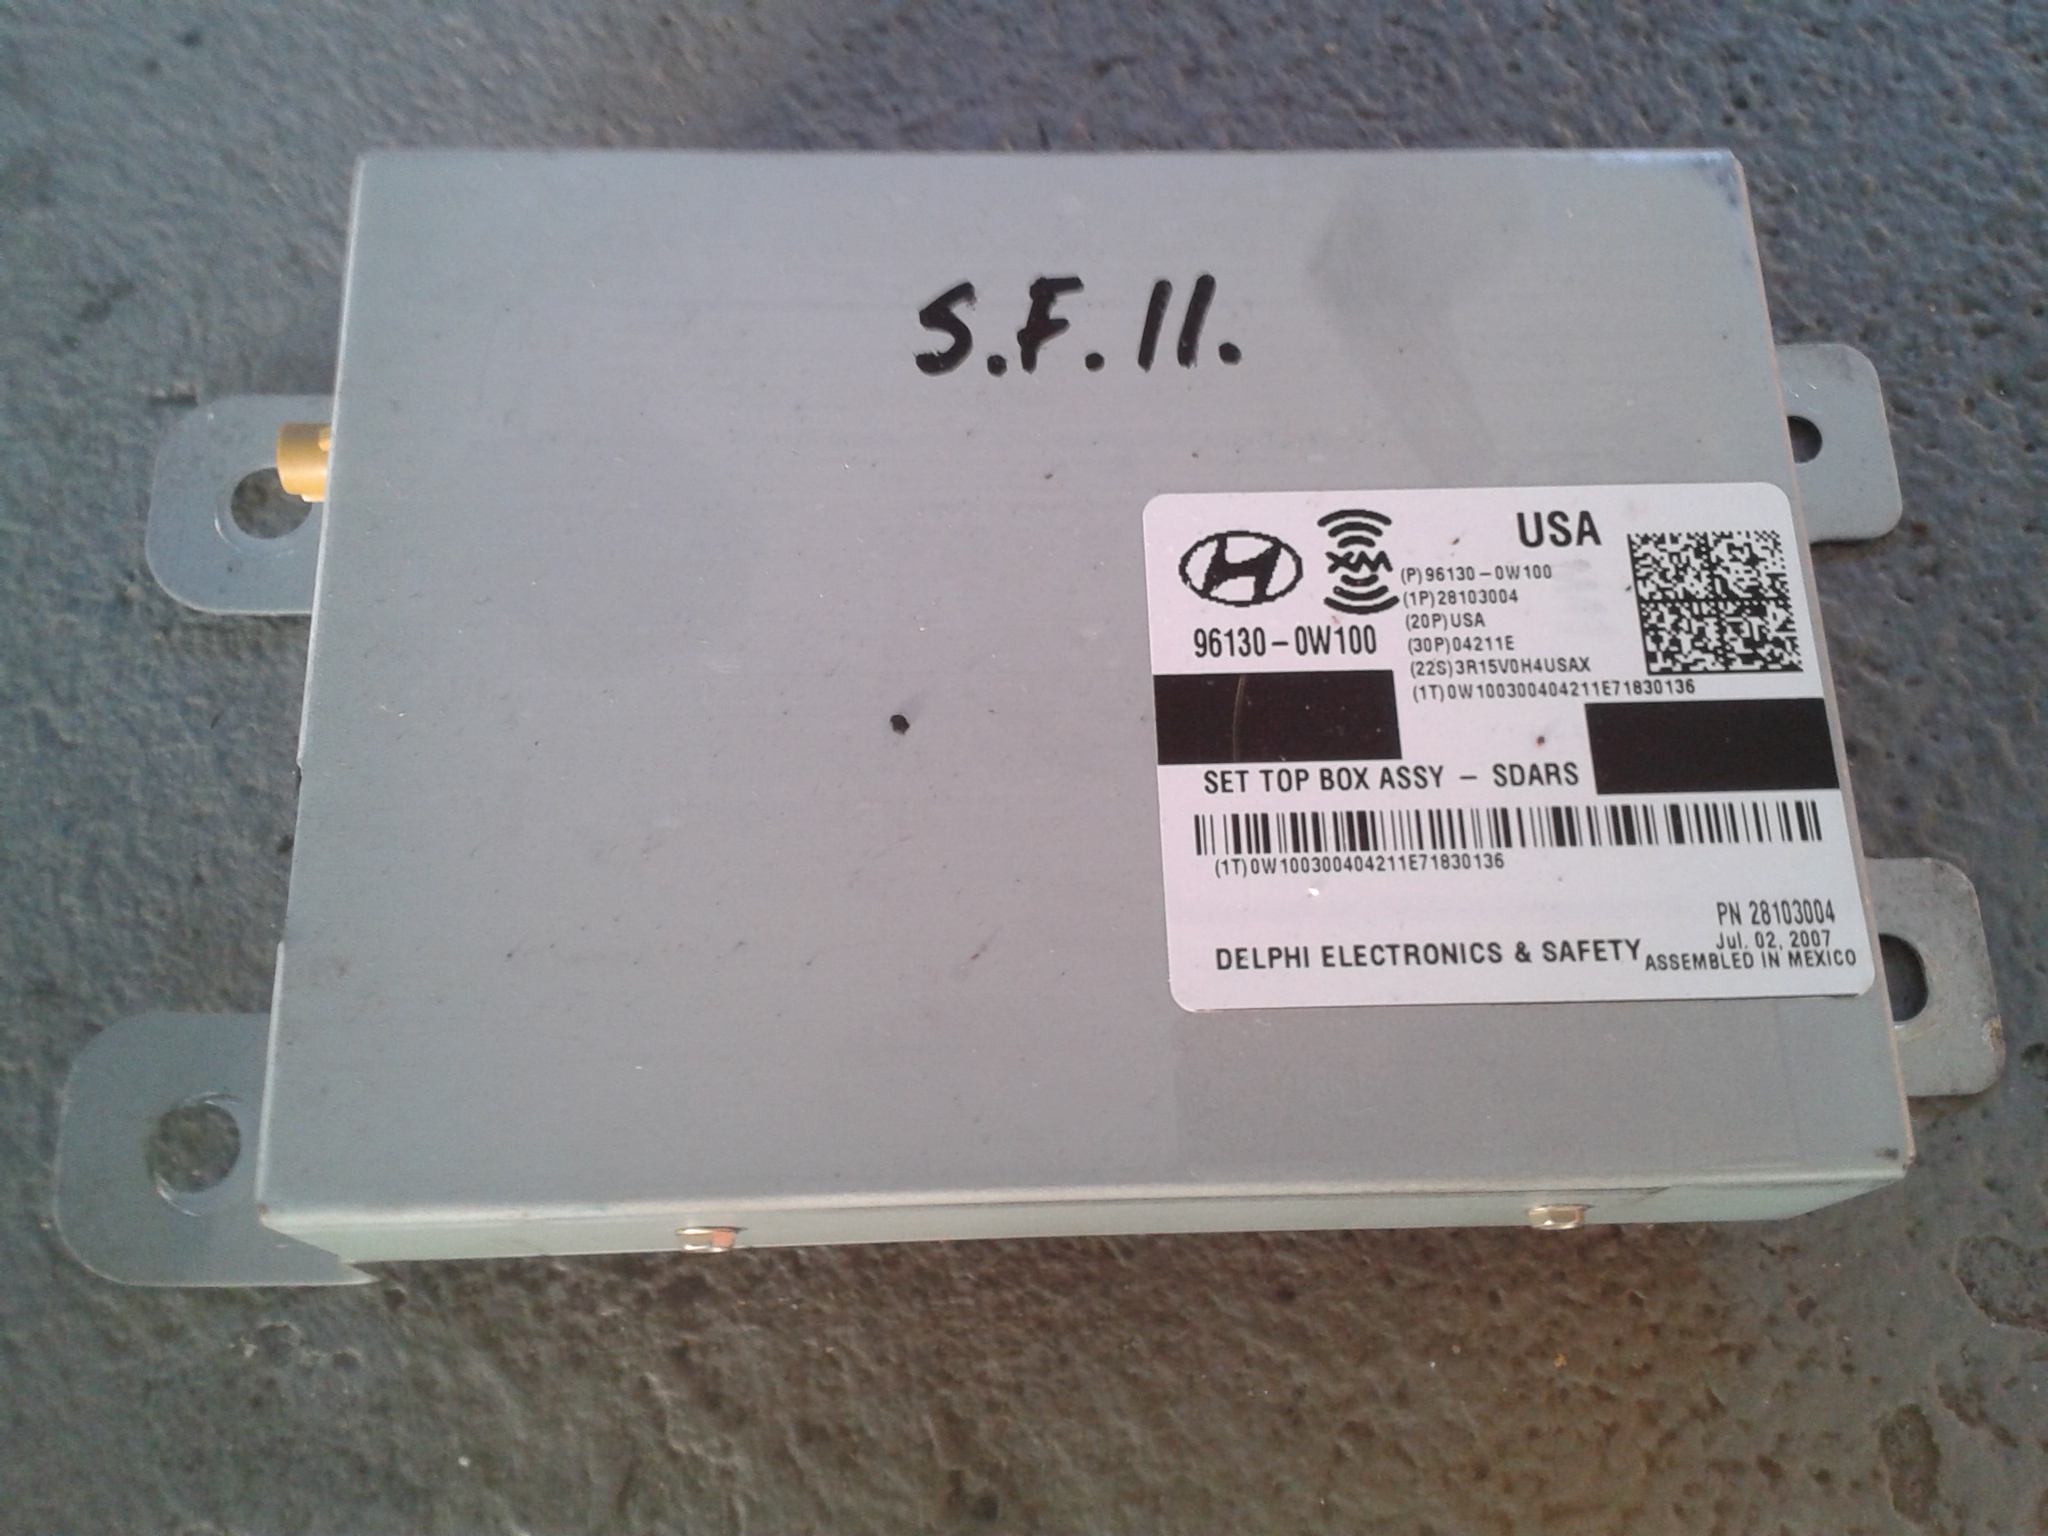 S.F. 11.
USA
XM
(P)96130-0W100
(1P)28103004
(20P)USA
96130-0W100
(30P)04211E
(22S)3R15V0H4USAX
(1T)0W100300404211E71830136
SET TOP BOX ASSY - SDARS
(1T)0W100300404211E71830136
PN 28103004
Jul. 02, 2007
DELPHI ELECTRONICS & SAFETY
ASSEMBLED IN MEXICO